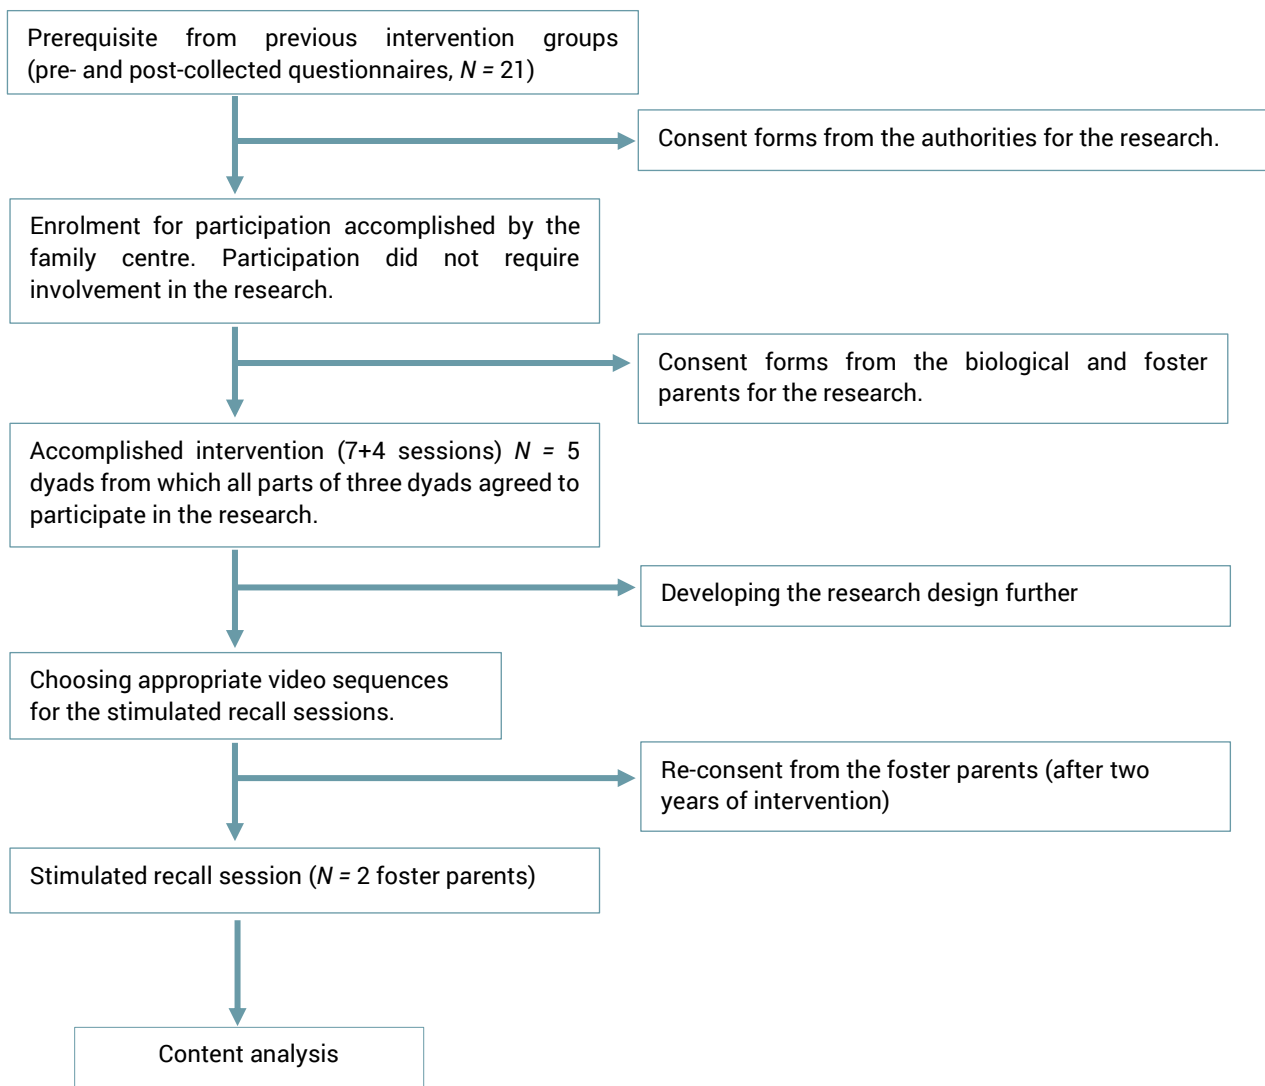 Prerequisite from previous intervention groups
(pre- and post-collected questionnaires, N = 21)
Consent forms from the authorities for the research.
Enrolment for participation accomplished by the
family centre. Participation did not require
involvement in the research.
Consent forms from the biological and foster
parents for the research.
Accomplished intervention (7+4 sessions) N = 5
dyads from which all parts of three dyads agreed to
participate in the research.
Developing the research design further
Choosing appropriate video sequences
for the stimulated recall sessions.
Re-consent from the foster parents (after two
years of intervention)
Stimulated recall session (N = 2 foster parents)
Content analysis